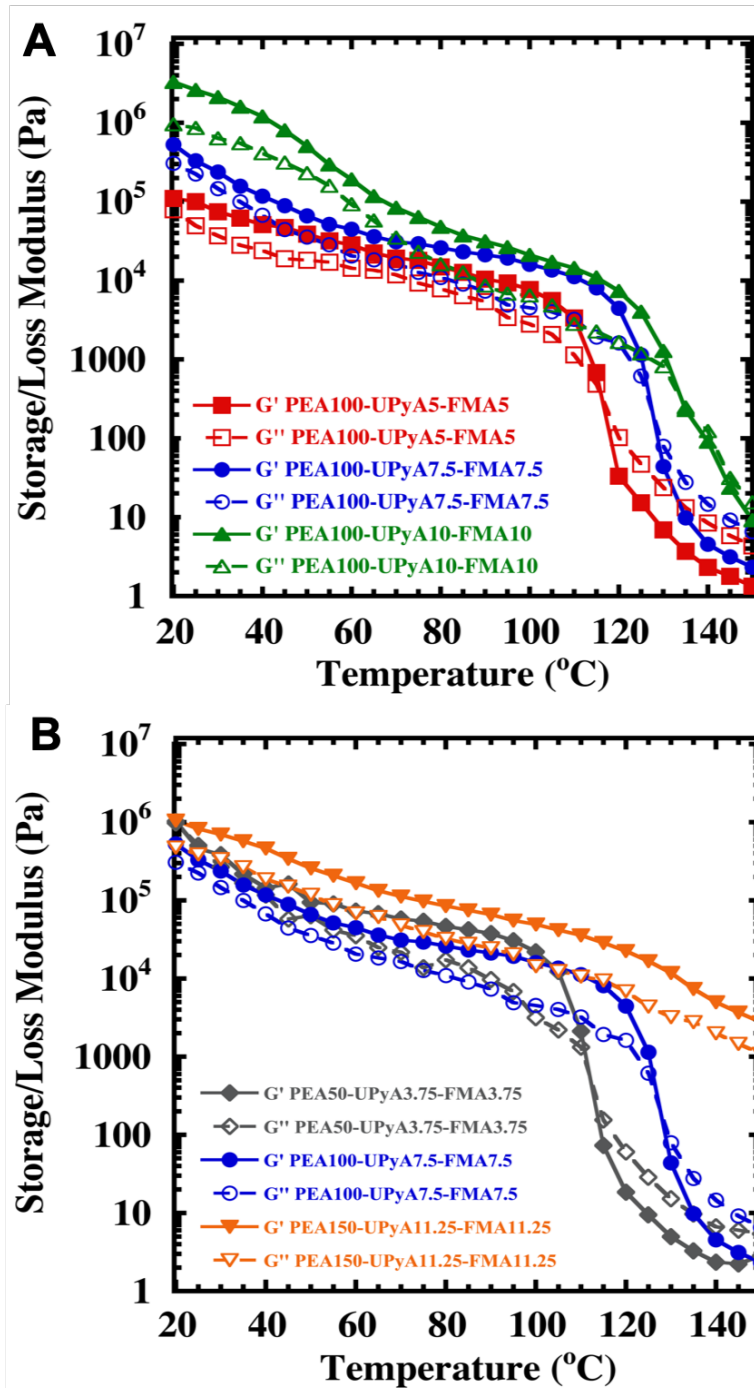 A
Storage/Loss Modulus (Pa)
10⁷
10⁶
10⁵
10⁴
1000
100
10
1
G' PEA100-UPyA5-FMA5
G'' PEA100-UPyA5-FMA5
G' PEA100-UPyA7.5-FMA7.5
G'' PEA100-UPyA7.5-FMA7.5
G' PEA100-UPyA10-FMA10
G'' PEA100-UPyA10-FMA10
20 40 60 80 100 120 140
Temperature (°C)
B
Storage/Loss Modulus (Pa)
10⁷
10⁶
10⁵
10⁴
1000
100
10
1
G' PEA50-UPyA3.75-FMA3.75
G'' PEA50-UPyA3.75-FMA3.75
G' PEA100-UPyA7.5-FMA7.5
G'' PEA100-UPyA7.5-FMA7.5
G' PEA150-UPyA11.25-FMA11.25
G'' PEA150-UPyA11.25-FMA11.25
20 40 60 80 100 120 140
Temperature (°C)